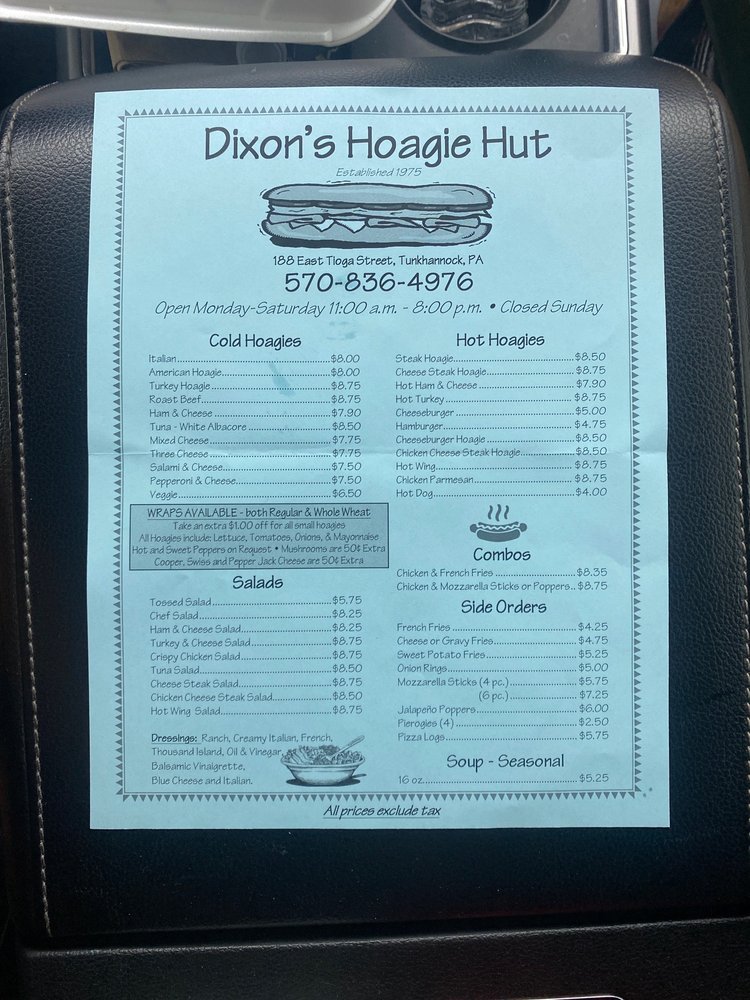 Dixon's Hoagie Hut
Established 1975
188 East Tioga Street, Tunkhannock, PA
570-836-4976
Open Monday-Saturday 11:00 a.m. - 8:00 p.m. • Closed Sunday
Cold Hoagies
Italian $8.00
American Hoagie $8.00
Turkey Hoagie $8.75
Roast Beef $8.75
Ham & Cheese $7.90
Tuna - White Albacore $8.50
Mixed Cheese $7.75
Three Cheese $7.75
Salami & Cheese $7.50
Pepperoni & Cheese $7.50
Veggie $6.50
WRAPS AVAILABLE - both Regular & Whole Wheat
Take an extra $1.00 off for all small hoagies
All Hoagies include: Lettuce, Tomatoes, Onions, & Mayonnaise
Hot and Sweet Peppers on Request • Mushrooms are 50¢ Extra
Cooper, Swiss and Pepper Jack Cheese are 50¢ Extra
Salads
Tossed Salad $5.75
Chef Salad $8.25
Ham & Cheese Salad $8.25
Turkey & Cheese Salad $8.75
Crispy Chicken Salad $8.75
Tuna Salad $8.50
Cheese Steak Salad $8.75
Chicken Cheese Steak Salad $8.50
Hot Wing Salad $8.75
Dressings: Ranch, Creamy Italian, French,
Thousand Island, Oil & Vinegar,
Balsamic Vinaigrette,
Blue Cheese and Italian.
Hot Hoagies
Steak Hoagie $8.50
Cheese Steak Hoagie $8.75
Hot Ham & Cheese $7.90
Hot Turkey $8.75
Cheeseburger $5.00
Hamburger $4.75
Cheeseburger Hoagie $8.50
Chicken Cheese Steak Hoagie $8.50
Hot Wing $8.75
Chicken Parmesan $8.75
Hot Dog $4.00
Combos
Chicken & French Fries $8.35
Chicken & Mozzarella Sticks or Poppers $8.75
Side Orders
French Fries $4.25
Cheese or Gravy Fries $4.75
Sweet Potato Fries $5.25
Onion Rings $5.00
Mozzarella Sticks (4 pc.) $5.75
(6 pc.) $7.25
Jalapeño Poppers $6.00
Pierogies (4) $2.50
Pizza Logs $5.75
Soup - Seasonal
16 oz. $5.25
All prices exclude tax